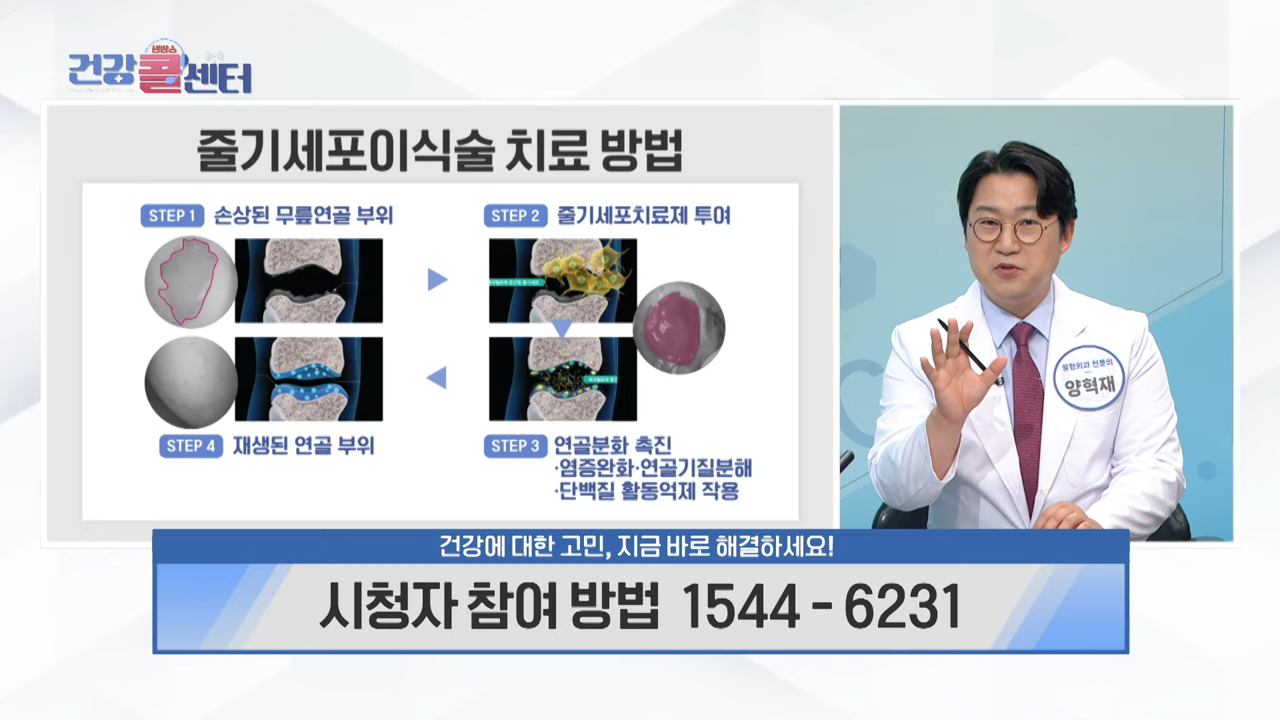 생방송
건강콜센터
줄기세포이식술 치료 방법
STEP 1 손상된 무릎연골 부위
STEP 2 줄기세포치료제 투여
STEP 4 재생된 연골 부위
STEP 3 연골분화 촉진
·염증완화·연골기질분해
·단백질 활동억제 작용
정형외과 전문의
양혁재
건강에 대한 고민, 지금 바로 해결하세요!
시청자 참여 방법 1544 - 6231